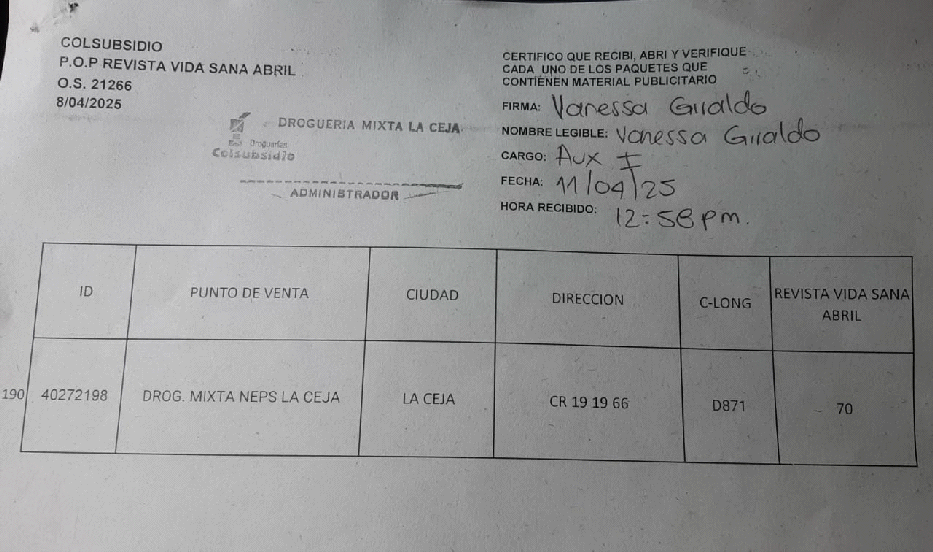 COLSUBSIDIO
P.O.P REVISTA VIDA SANA ABRIL
O.S. 21266
8/04/2025
DROGUERIA MIXTA LA CEJA
Droguerías
Colsubsidio
ADMINISTRADOR
CERTIFICO QUE RECIBI, ABRI Y VERIFIQUE
CADA UNO DE LOS PAQUETES QUE
CONTIENEN MATERIAL PUBLICITARIO
FIRMA: Vanessa Giraldo
NOMBRE LEGIBLE: Vanessa Giraldo
CARGO: Aux I
FECHA: 11/04/25
HORA RECIBIDO: 12:58 pm.
ID PUNTO DE VENTA CIUDAD DIRECCION C-LONG REVISTA VIDA SANA
ABRIL
190 40272198 DROG. MIXTA NEPS LA CEJA LA CEJA CR 19 19 66 D871 70